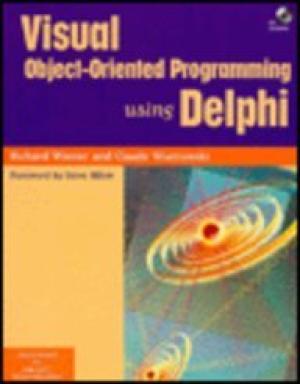 Visual
Object-Oriented Programming
using Delphi
Richard Wiener and Claude Wiatrowski
Foreword by